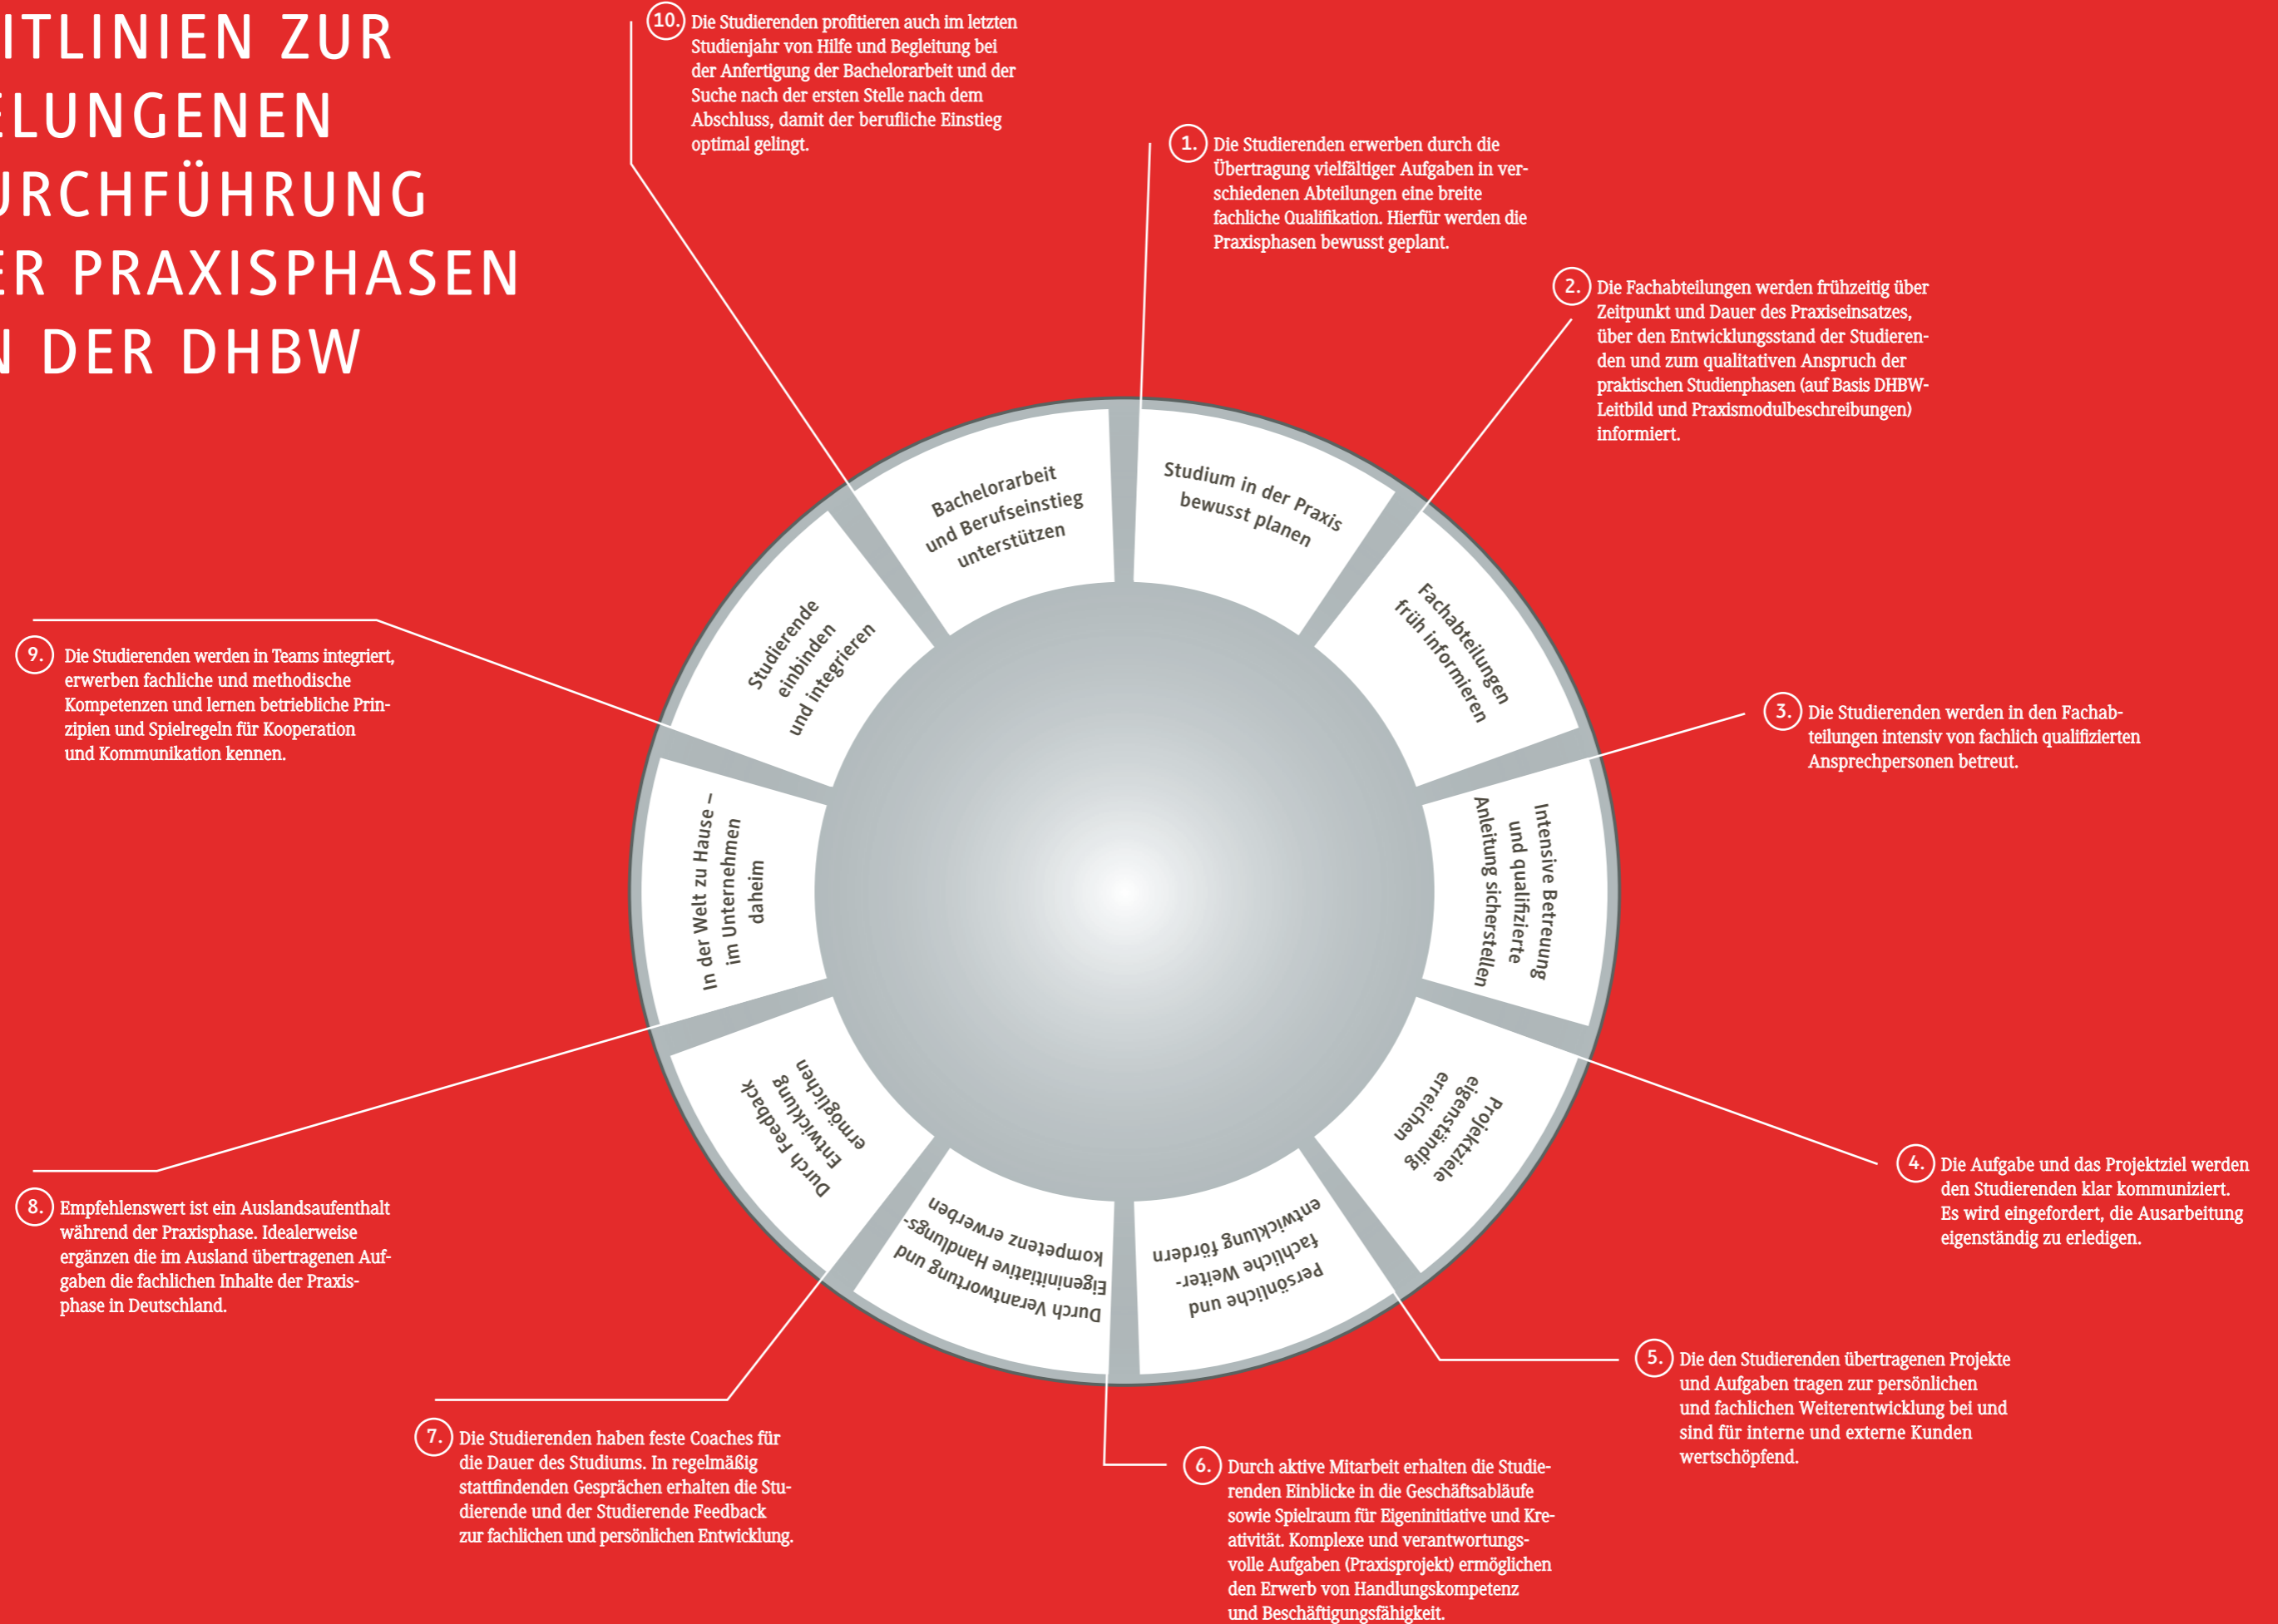 ITLINIEN ZUR
ELUNGENEN
URCHFÜHRUNG
ER PRAXISPHASEN
N DER DHBW
10. Die Studierenden profitieren auch im letzten
Studienjahr von Hilfe und Begleitung bei
der Anfertigung der Bachelorarbeit und der
Suche nach der ersten Stelle nach dem
Abschluss, damit der berufliche Einstieg
optimal gelingt.
1. Die Studierenden erwerben durch die
Übertragung vielfältiger Aufgaben in ver-
schiedenen Abteilungen eine breite
fachliche Qualifikation. Hierfür werden die
Praxisphasen bewusst geplant.
2. Die Fachabteilungen werden frühzeitig über
Zeitpunkt und Dauer des Praxiseinsatzes,
über den Entwicklungsstand der Studieren-
den und zum qualitativen Anspruch der
praktischen Studienphasen (auf Basis DHBW-
Leitbild und Praxismodulbeschreibungen)
informiert.
3. Die Studierenden werden in den Fachab-
teilungen intensiv von fachlich qualifizierten
Ansprechpersonen betreut.
4. Die Aufgabe und das Projektziel werden
den Studierenden klar kommuniziert.
Es wird eingefordert, die Ausarbeitung
eigenständig zu erledigen.
5. Die den Studierenden übertragenen Projekte
und Aufgaben tragen zur persönlichen
und fachlichen Weiterentwicklung bei und
sind für interne und externe Kunden
wertschöpfend.
6. Durch aktive Mitarbeit erhalten die Studie-
renden Einblicke in die Geschäftsabläufe
sowie Spielraum für Eigeninitiative und Kre-
ativität. Komplexe und verantwortungs-
volle Aufgaben (Praxisprojekt) ermöglichen
den Erwerb von Handlungskompetenz
und Beschäftigungsfähigkeit.
7. Die Studierenden haben feste Coaches für
die Dauer des Studiums. In regelmäßig
stattfindenden Gesprächen erhalten die Stu-
dierende und der Studierende Feedback
zur fachlichen und persönlichen Entwicklung.
8. Empfehlenswert ist ein Auslandsaufenthalt
während der Praxisphase. Idealerweise
ergänzen die im Ausland übertragenen Auf-
gaben die fachlichen Inhalte der Praxis-
phase in Deutschland.
9. Die Studierenden werden in Teams integriert,
erwerben fachliche und methodische
Kompetenzen und lernen betriebliche Prin-
zipien und Spielregeln für Kooperation
und Kommunikation kennen.
Studium in der Praxis
bewusst planen
Fachabteilungen
früh informieren
Intensive Betreuung
und qualifizierte
Anleitung sicherstellen
Projektziele
eigenständig
erreichen
Persönliche und
fachliche Weiter-
entwicklung fördern
Durch Verantwortung und
Eigeninitiative Handlungs-
kompetenz erwerben
Durch Feedback
Entwicklung
ermöglichen
In der Welt zu Hause –
im Unternehmen
daheim
Studierende
einbinden
und integrieren
Bachelorarbeit
und Berufseinstieg
unterstützen